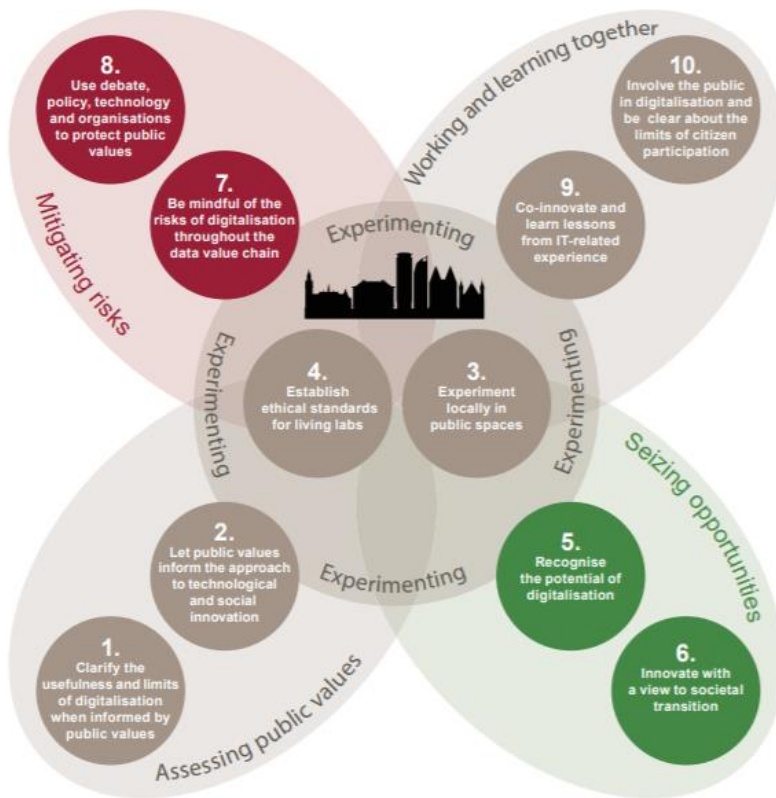 8.
Use debate,
policy, technology
and organisations
to protect public
values
7.
Be mindful of the
risks of digitalisation
throughout the
data value chain
Mitigating risks
Working and learning together
10.
Involve the public
in digitalisation and
be clear about the
limits of citizen
participation
9.
Co-innovate and
learn lessons
from IT-related
experience
Experimenting
Experimenting
4.
Establish
ethical standards
for living labs
3.
Experiment
locally in
public spaces
Experimenting
Experimenting
2.
Let public values
inform the approach
to technological
and social
innovation
1.
Clarify the
usefulness and limits
of digitalisation
when informed by
public values
Assessing public values
Seizing opportunities
5.
Recognise
the potential of
digitalisation
6.
Innovate with
a view to societal
transition